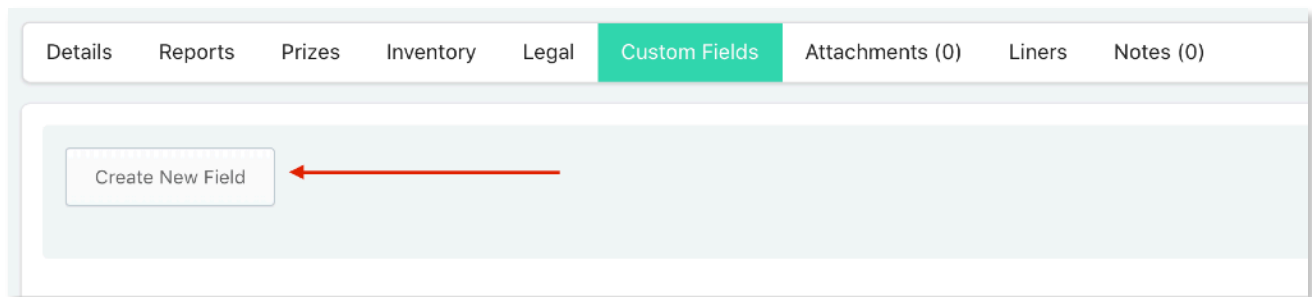 Details Reports Prizes Inventory Legal Custom Fields Attachments (0) Liners Notes (0)
Create New Field